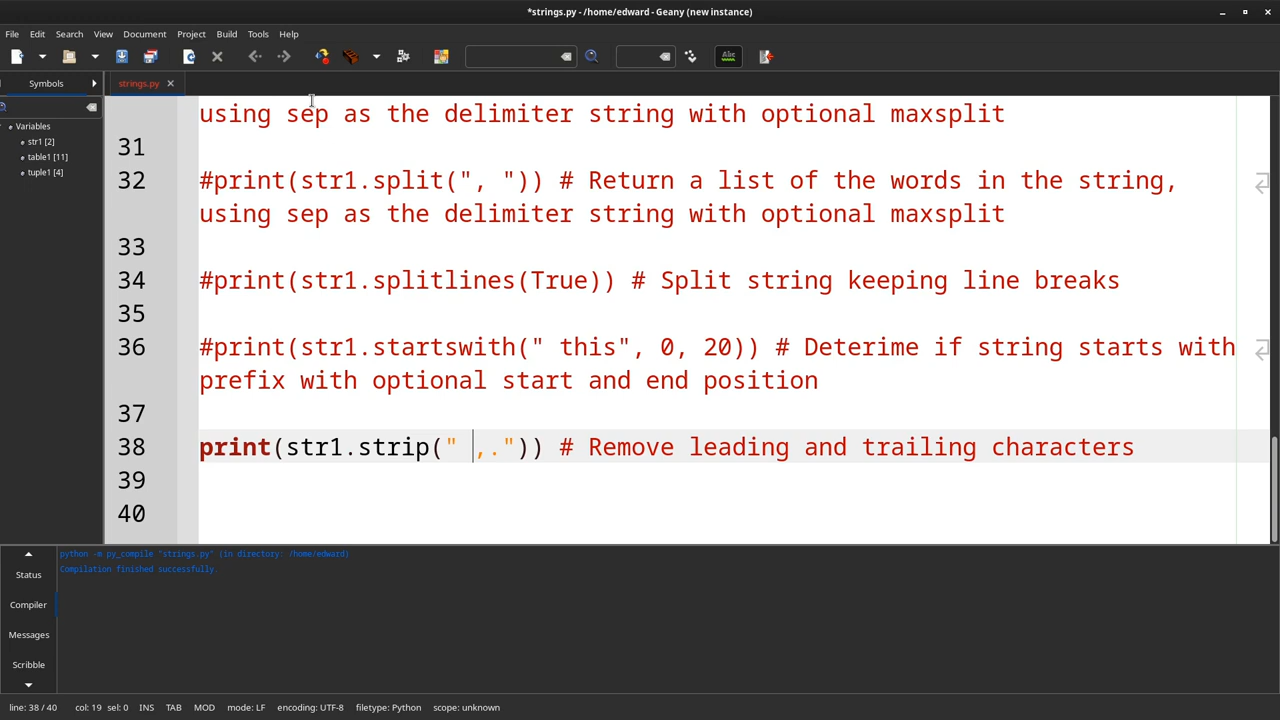 *strings.py - /home/edward - Geany (new instance)
File Edit Search View Document Project Build Tools Help
Abc
Symbols
strings.py
Variables
str1 [2]
table1 [11]
tuple1 [4]
using sep as the delimiter string with optional maxsplit
31
32 #print(str1.split(", ")) # Return a list of the words in the string,
using sep as the delimiter string with optional maxsplit
33
34 #print(str1.splitlines(True)) # Split string keeping line breaks
35
36 #print(str1.startswith(" this", 0, 20)) # Deterime if string starts with
prefix with optional start and end position
37
38 print(str1.strip(" ,.")) # Remove leading and trailing characters
39
40
Status
Compiler
Messages
Scribble
python -m py_compile "strings.py" (in directory: /home/edward)
Compilation finished successfully.
line: 38 / 40 col: 19 sel: 0 INS TAB MOD mode: LF encoding: UTF-8 filetype: Python scope: unknown